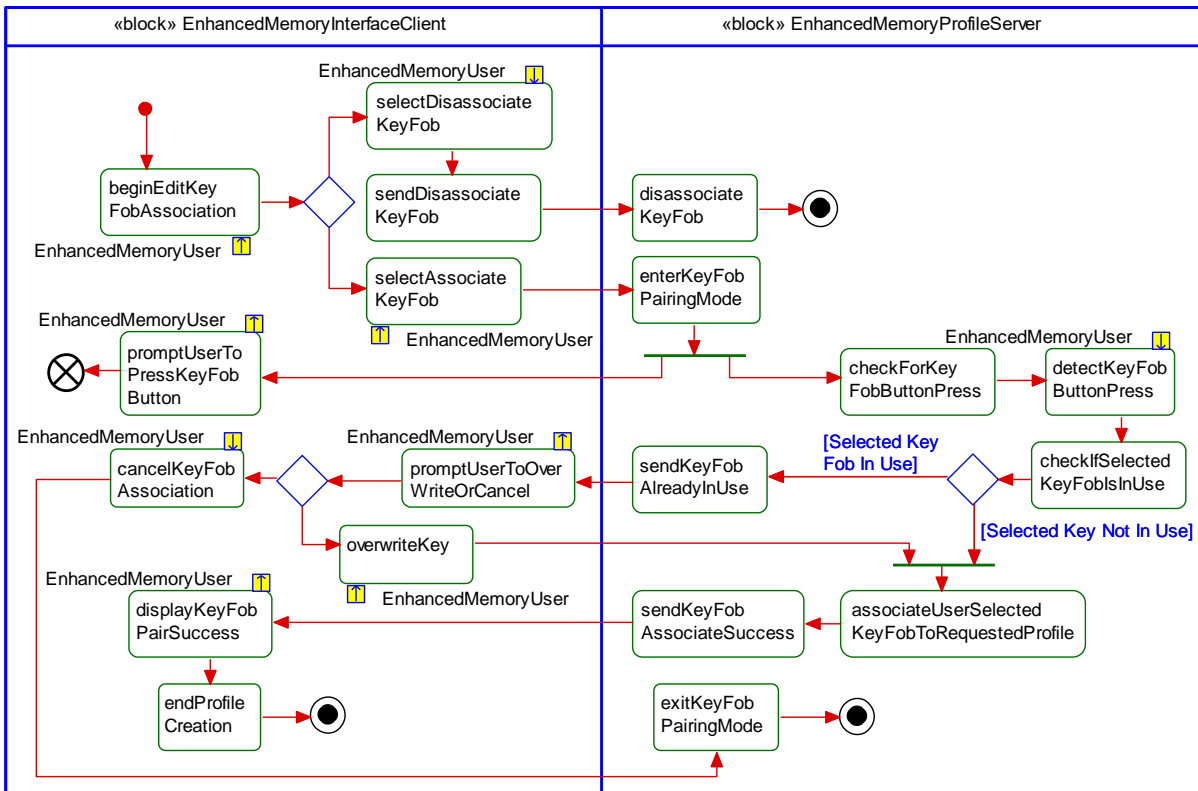 «block» EnhancedMemoryInterfaceClient
«block» EnhancedMemoryProfileServer
EnhancedMemoryUser
selectDisassociate
KeyFob
beginEditKey
FobAssociation
EnhancedMemoryUser
sendDisassociate
KeyFob
disassociate
KeyFob
selectAssociate
KeyFob
EnhancedMemoryUser
enterKeyFob
PairingMode
EnhancedMemoryUser
promptUserTo
PressKeyFob
Button
checkForKey
FobButtonPress
EnhancedMemoryUser
detectKeyFob
ButtonPress
EnhancedMemoryUser
cancelKeyFob
Association
EnhancedMemoryUser
promptUserToOver
WriteOrCancel
sendKeyFob
AlreadyInUse
[Selected Key
Fob In Use]
checkIfSelected
KeyFobIsInUse
[Selected Key Not In Use]
overwriteKey
EnhancedMemoryUser
EnhancedMemoryUser
displayKeyFob
PairSuccess
sendKeyFob
AssociateSuccess
associateUserSelected
KeyFobToRequestedProfile
endProfile
Creation
exitKeyFob
PairingMode